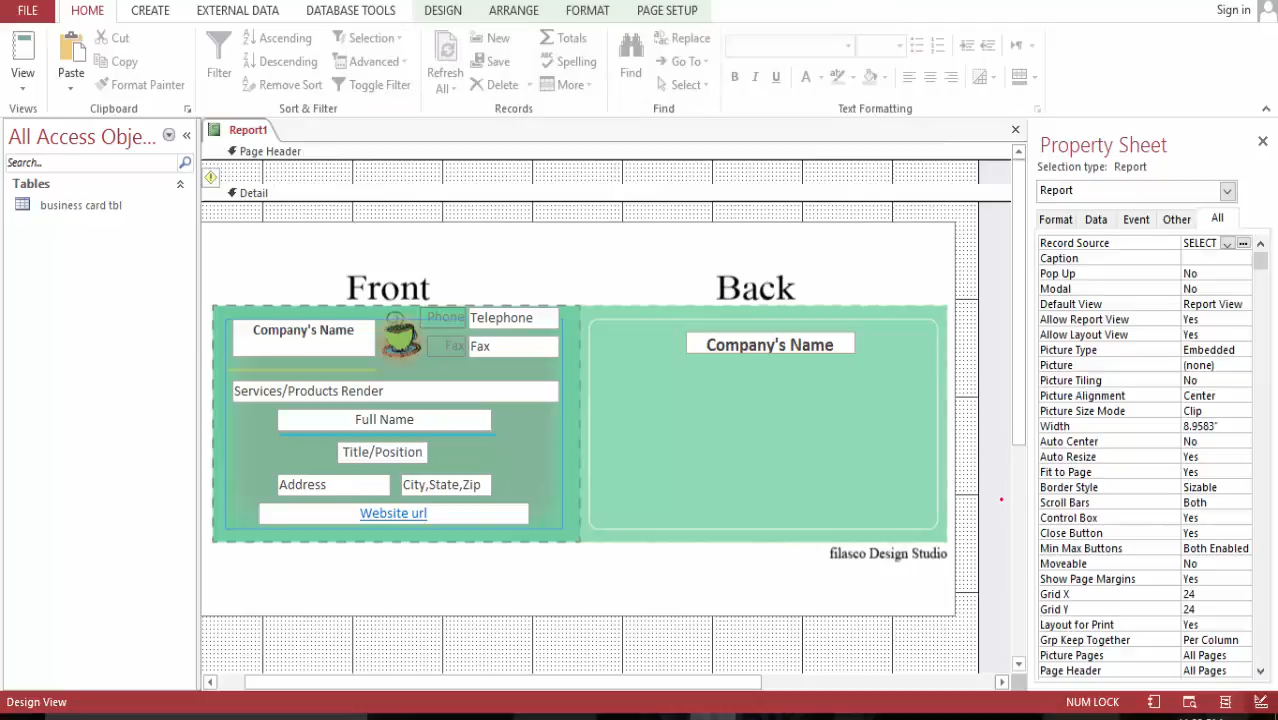 FILE HOME CREATE EXTERNAL DATA DATABASE TOOLS DESIGN ARRANGE FORMAT PAGE SETUP Sign in
View
Views
Paste
Cut
Copy
Format Painter
Clipboard
Filter
Ascending
Descending
Remove Sort
Selection
Advanced
Toggle Filter
Sort & Filter
Refresh
All
New
Save
Delete
Totals
Spelling
More
Records
Find
Replace
Go To
Select
Find
B I U A ab A
Text Formatting
All Access Obje...
Search..
Tables
business card tbl
Report1
Page Header
Detail
Front
Company's Name
Phone Telephone
Fax Fax
Services/Products Render
Full Name
Title/Position
Address City,State,Zip
Website url
Back
Company's Name
filasco Design Studio
Property Sheet
Selection type: Report
Report
Format Data Event Other All
Record Source SELECT
Caption
Pop Up No
Modal No
Default View Report View
Allow Report View Yes
Allow Layout View Yes
Picture Type Embedded
Picture (none)
Picture Tiling No
Picture Alignment Center
Picture Size Mode Clip
Width 8.9583"
Auto Center No
Auto Resize Yes
Fit to Page Yes
Border Style Sizable
Scroll Bars Both
Control Box Yes
Close Button Yes
Min Max Buttons Both Enabled
Moveable No
Show Page Margins Yes
Grid X 24
Grid Y 24
Layout for Print Yes
Grp Keep Together Per Column
Picture Pages All Pages
Page Header All Pages
Design View NUM LOCK